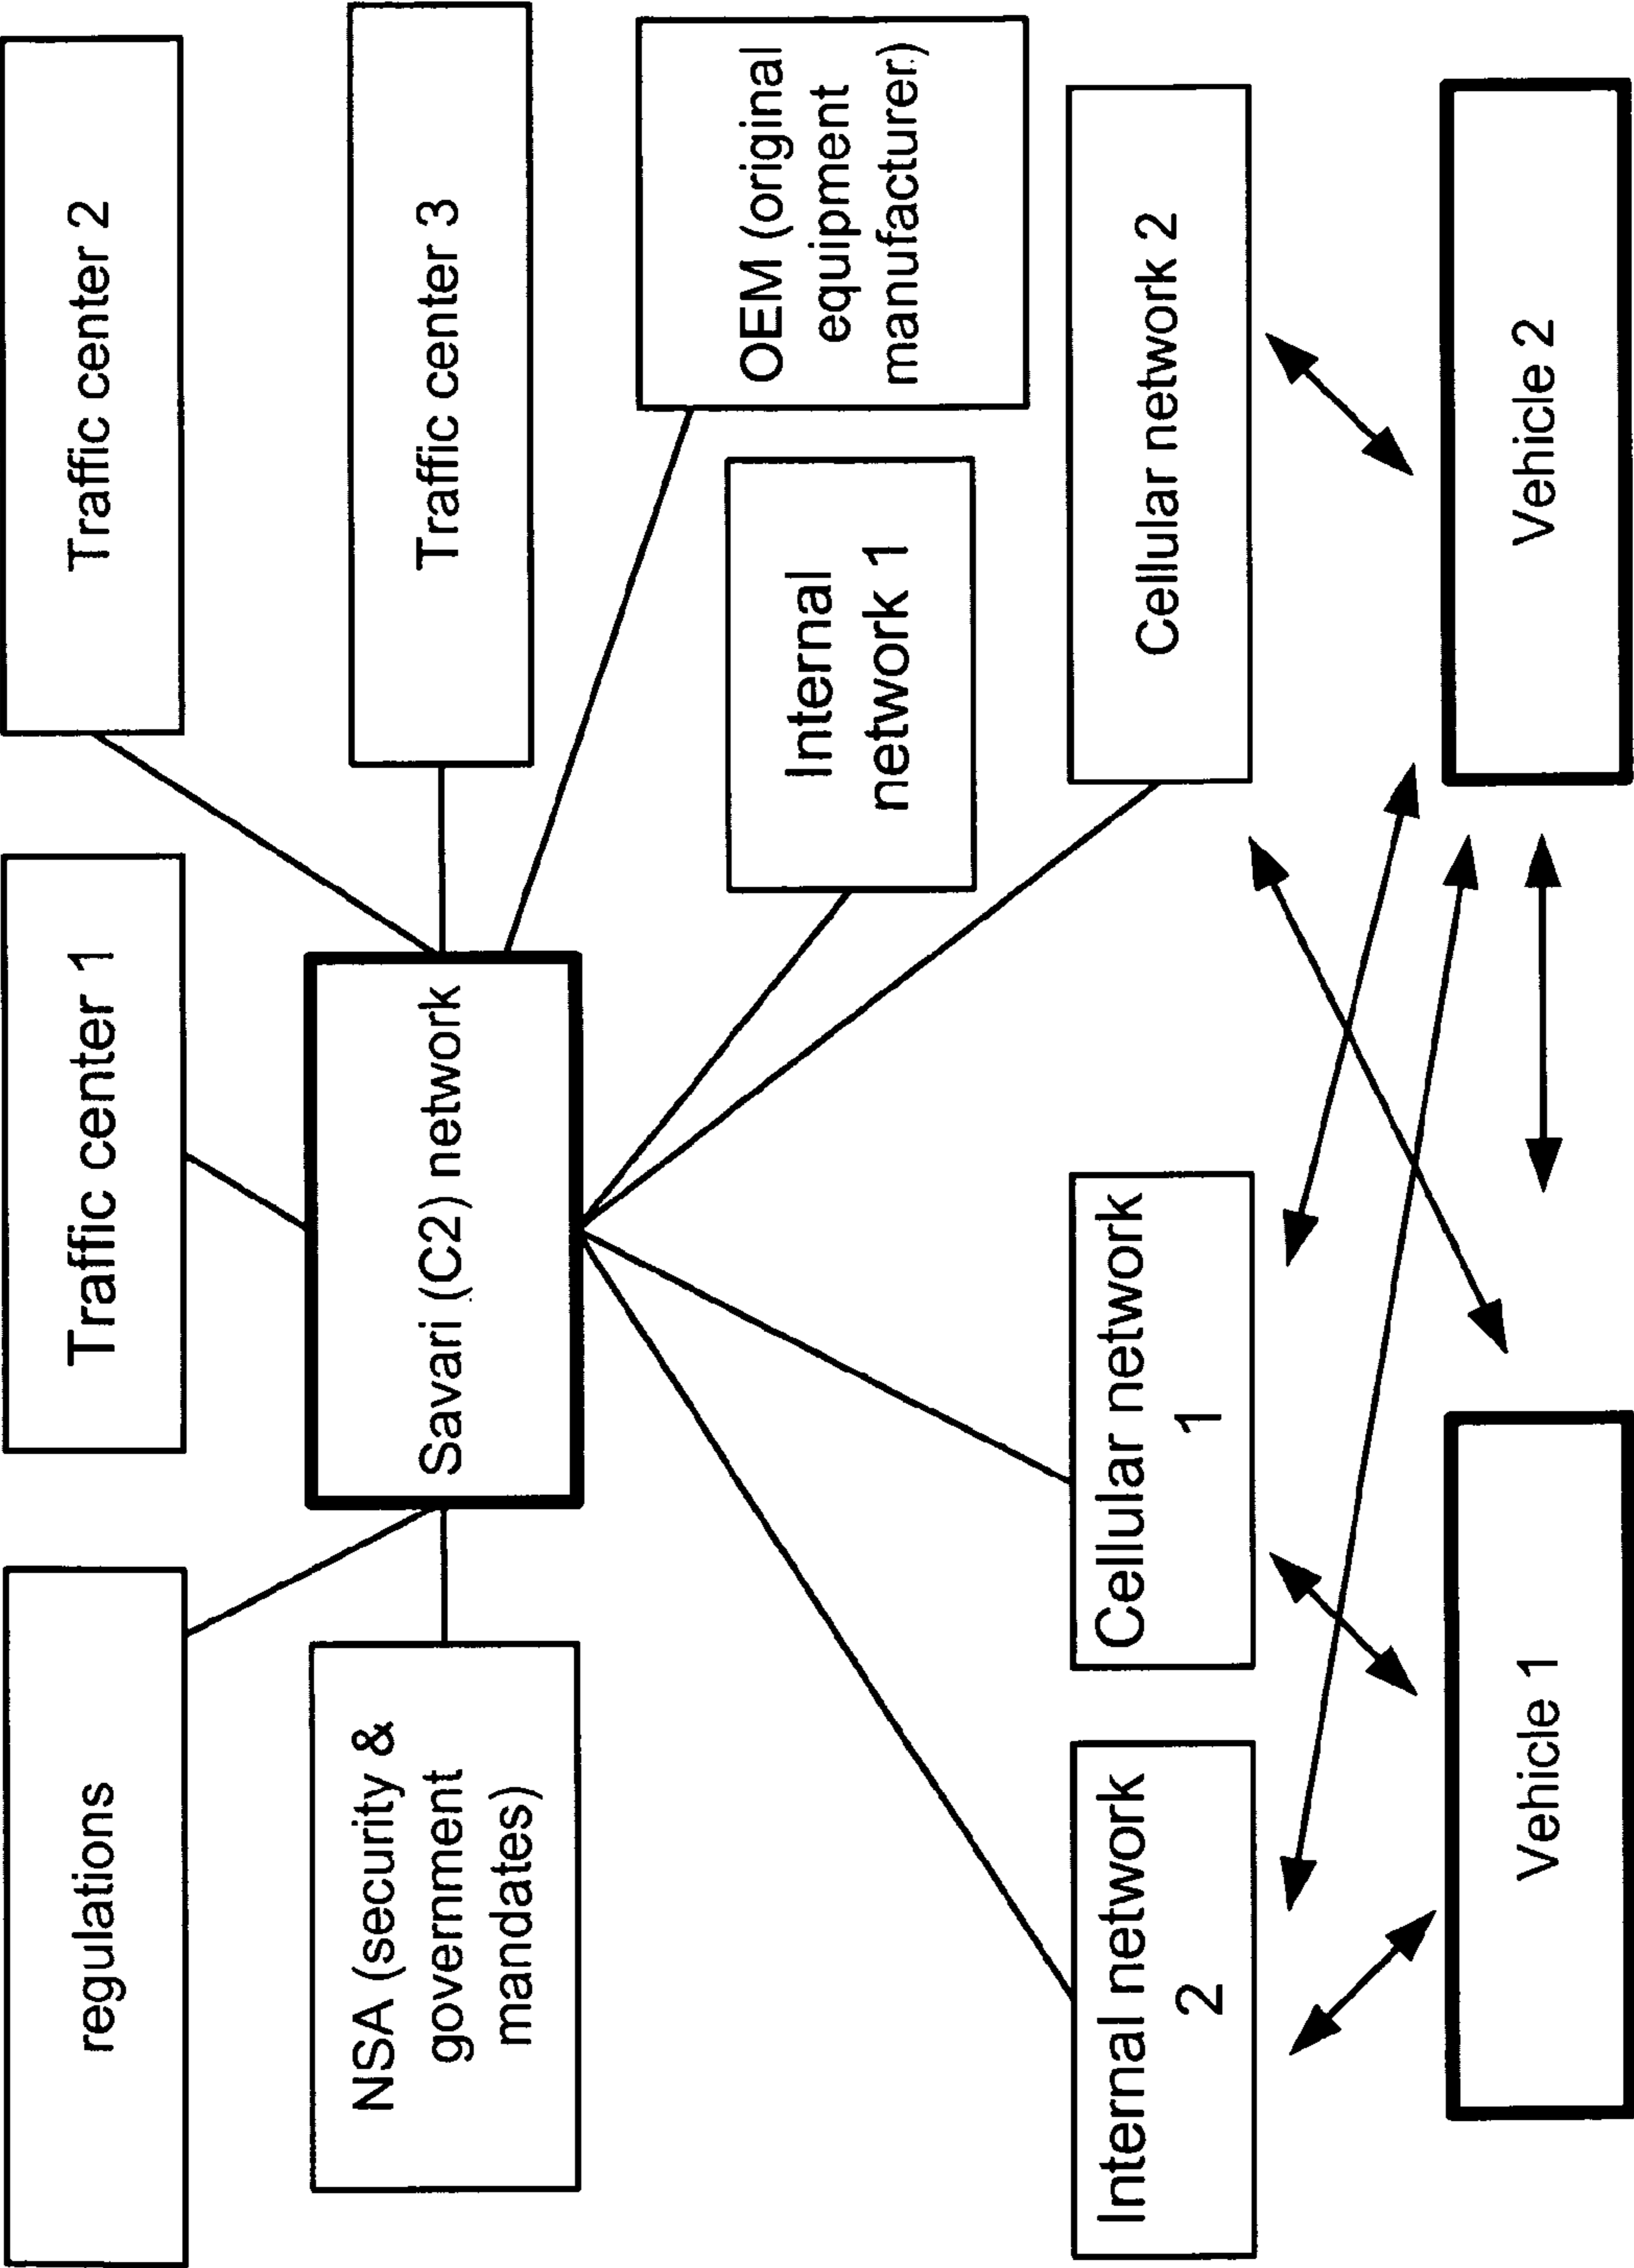 regulations
Traffic center 1
Traffic center 2
NSA (security &
government
mandates)
Savari (C2) network
Traffic center 3
OEM (original
equipment
manufacturer)
Internal
network 1
Internal network
2
Cellular network
1
Cellular network 2
Vehicle 1
Vehicle 2